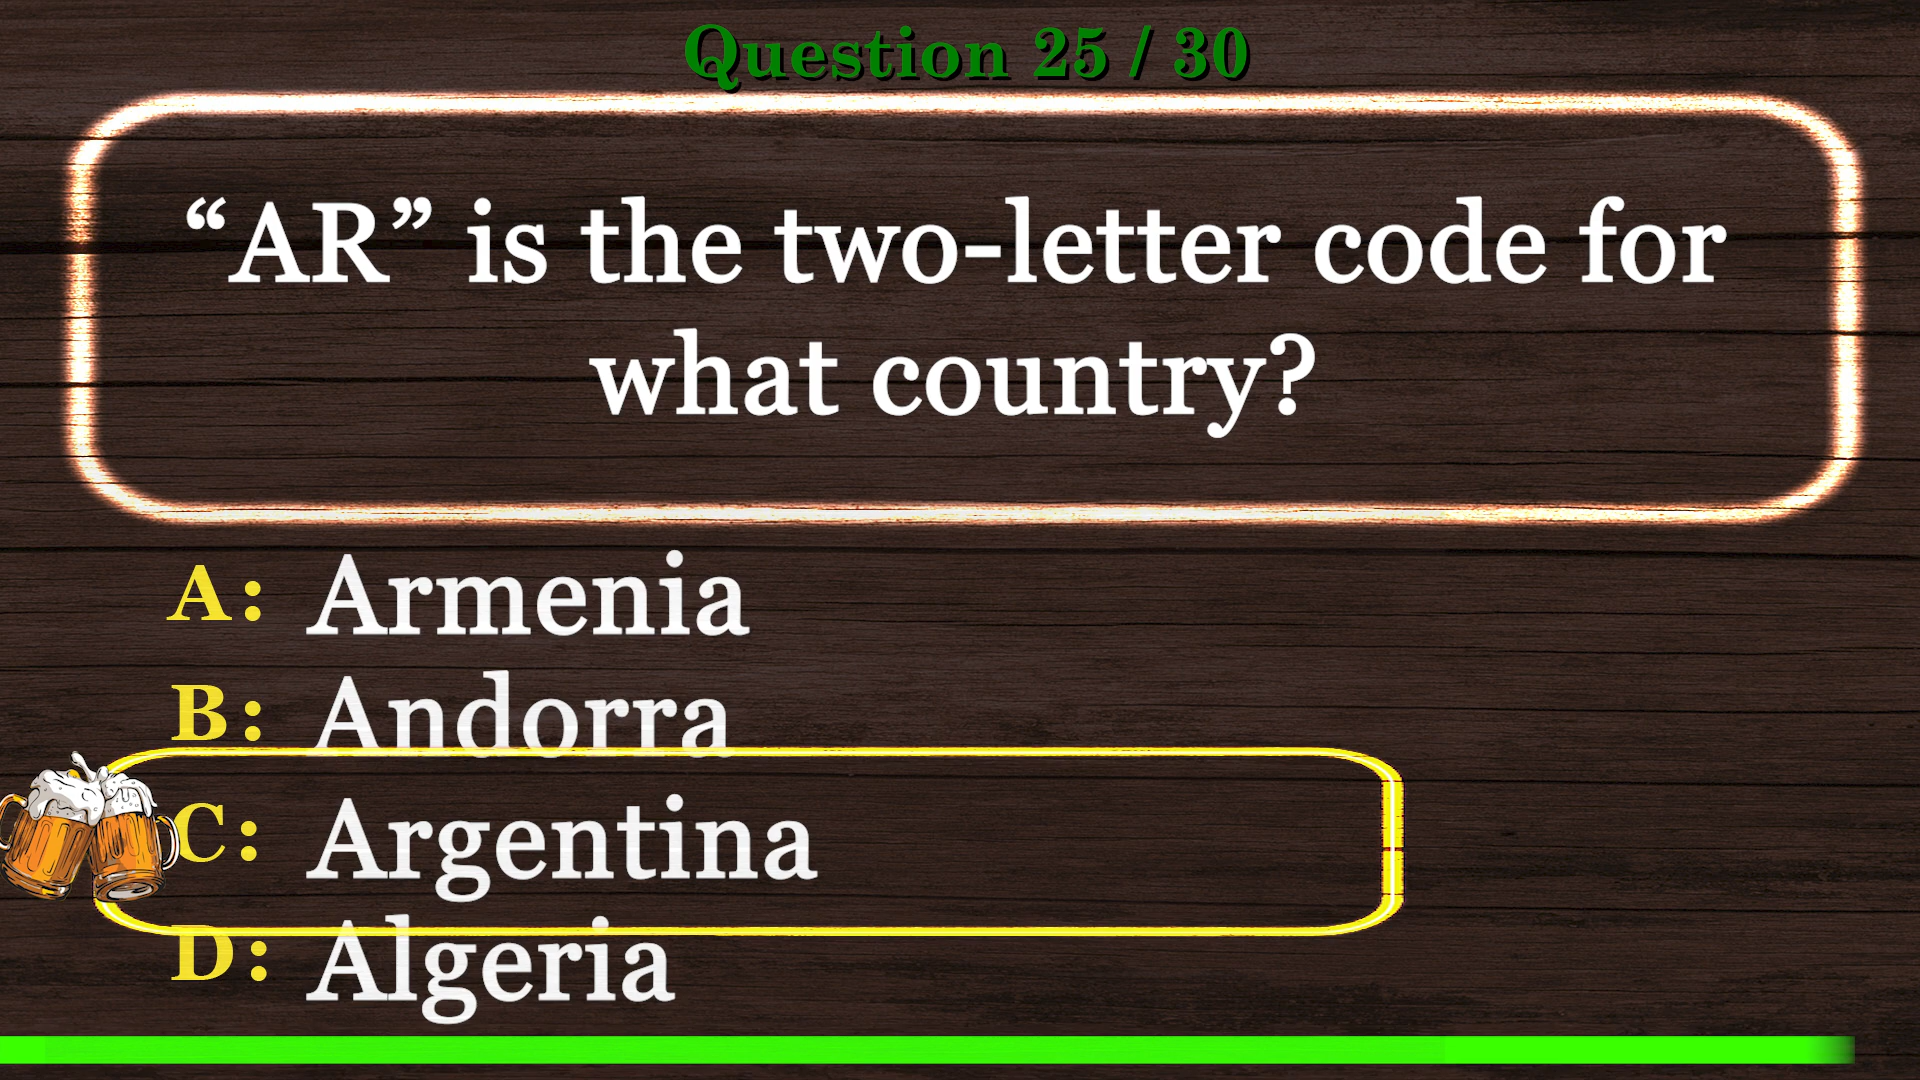 Question 25 / 30
“AR” is the two-letter code for
what country?
A: Armenia
B: Andorra
C: Argentina
D: Algeria